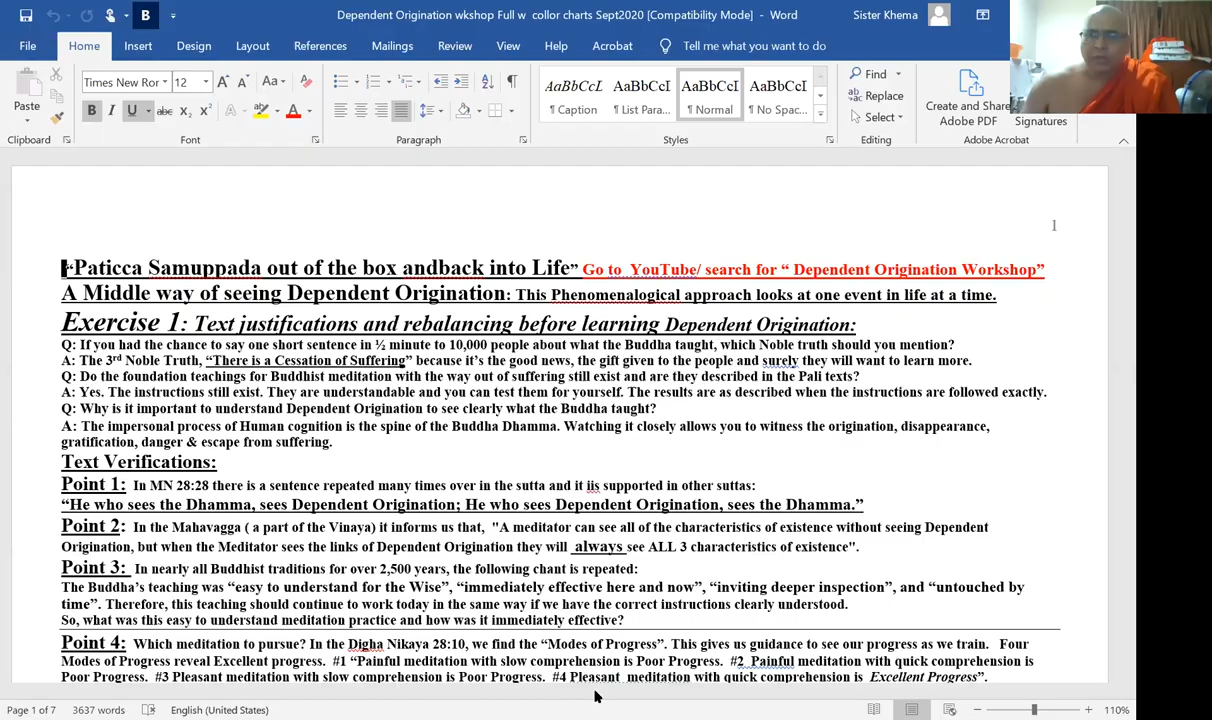 Dependent Origination wkshop Full w collor charts Sept2020 [Compatibility Mode] - Word
Sister Khema
File Home Insert Design Layout References Mailings Review View Help Acrobat Tell me what you want to do
Times New Ror 12
Paste
B I U abc X₂ X²
AaBbCcI AaBbCcI AaBbCcI AaBbCcI
Caption ¶ List Para... ¶ Normal ¶ No Spac...
Find
Replace
Select
Create and Share
Adobe PDF
Signatures
Clipboard Font Paragraph Styles Editing Adobe Acrobat
1
“Paticca Samuppada out of the box andback into Life” Go to YouTube/ search for “ Dependent Origination Workshop”
A Middle way of seeing Dependent Origination: This Phenomenalogical approach looks at one event in life at a time.
Exercise 1: Text justifications and rebalancing before learning Dependent Origination:
Q: If you had the chance to say one short sentence in ½ minute to 10,000 people about what the Buddha taught, which Noble truth should you mention?
A: The 3rd Noble Truth, “There is a Cessation of Suffering” because it’s the good news, the gift given to the people and surely they will want to learn more.
Q: Do the foundation teachings for Buddhist meditation with the way out of suffering still exist and are they described in the Pali texts?
A: Yes. The instructions still exist. They are understandable and you can test them for yourself. The results are as described when the instructions are followed exactly.
Q: Why is it important to understand Dependent Origination to see clearly what the Buddha taught?
A: The impersonal process of Human cognition is the spine of the Buddha Dhamma. Watching it closely allows you to witness the origination, disappearance,
gratification, danger & escape from suffering.
Text Verifications:
Point 1: In MN 28:28 there is a sentence repeated many times over in the sutta and it iis supported in other suttas:
“He who sees the Dhamma, sees Dependent Origination; He who sees Dependent Origination, sees the Dhamma.”
Point 2: In the Mahavagga ( a part of the Vinaya) it informs us that, "A meditator can see all of the characteristics of existence without seeing Dependent
Origination, but when the Meditator sees the links of Dependent Origination they will always see ALL 3 characteristics of existence".
Point 3: In nearly all Buddhist traditions for over 2,500 years, the following chant is repeated:
The Buddha’s teaching was “easy to understand for the Wise”, “immediately effective here and now”, “inviting deeper inspection”, and “untouched by
time”. Therefore, this teaching should continue to work today in the same way if we have the correct instructions clearly understood.
So, what was this easy to understand meditation practice and how was it immediately effective?
Point 4: Which meditation to pursue? In the Digha Nikaya 28:10, we find the “Modes of Progress”. This gives us guidance to see our progress as we train. Four
Modes of Progress reveal Excellent progress. #1 “Painful meditation with slow comprehension is Poor Progress. #2 Painful meditation with quick comprehension is
Poor Progress. #3 Pleasant meditation with slow comprehension is Poor Progress. #4 Pleasant meditation with quick comprehension is Excellent Progress”.
Page 1 of 7 3637 words English (United States) 110%